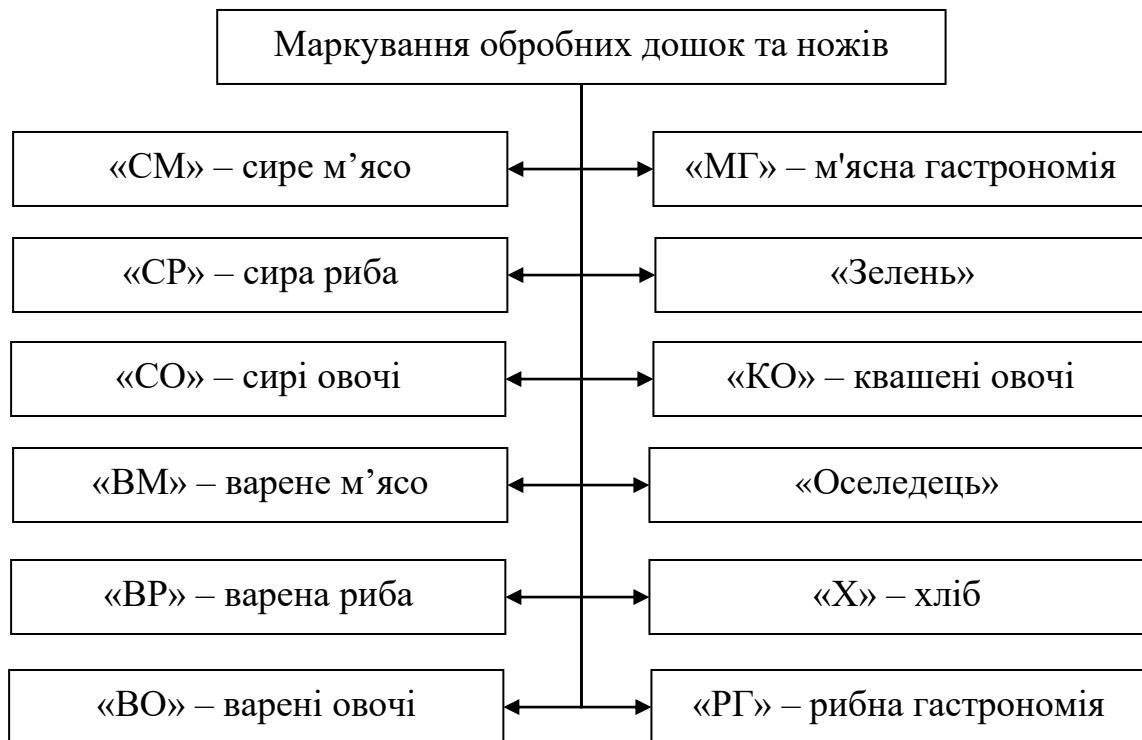 Маркування обробних дошок та ножів
«СМ» – сире м’ясо
«МГ» – м'ясна гастрономія
«СР» – сира риба
«Зелень»
«СО» – сирі овочі
«КО» – квашені овочі
«ВМ» – варене м’ясо
«Оселедець»
«ВР» – варена риба
«Х» – хліб
«ВО» – варені овочі
«РГ» – рибна гастрономія